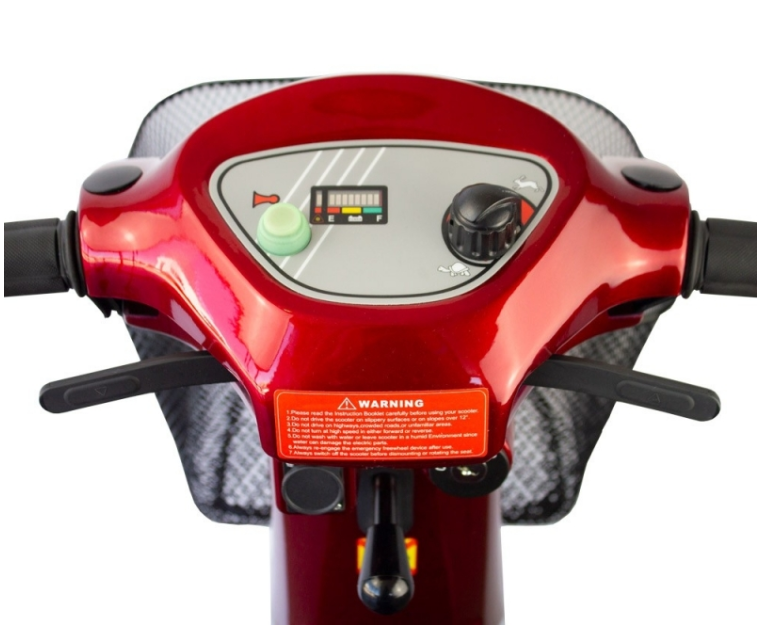 E F
WARNING
1.Please read the Instruction Booklet carefully before using your scooter.
2.Do not drive the scooter on slippery surfaces or on slopes over 12°.
3.Do not drive on highways,crowded roads,or unfamiliar areas.
4.Do not turn at high speed in either forward or reverse.
5.Do not wash with water or leave scooter in a humid Environment since
water can damage the electric parts.
6.Always re-engage the emergency freewheel device after use.
7.Always switch off the scooter before dismounting or rotating the seat.